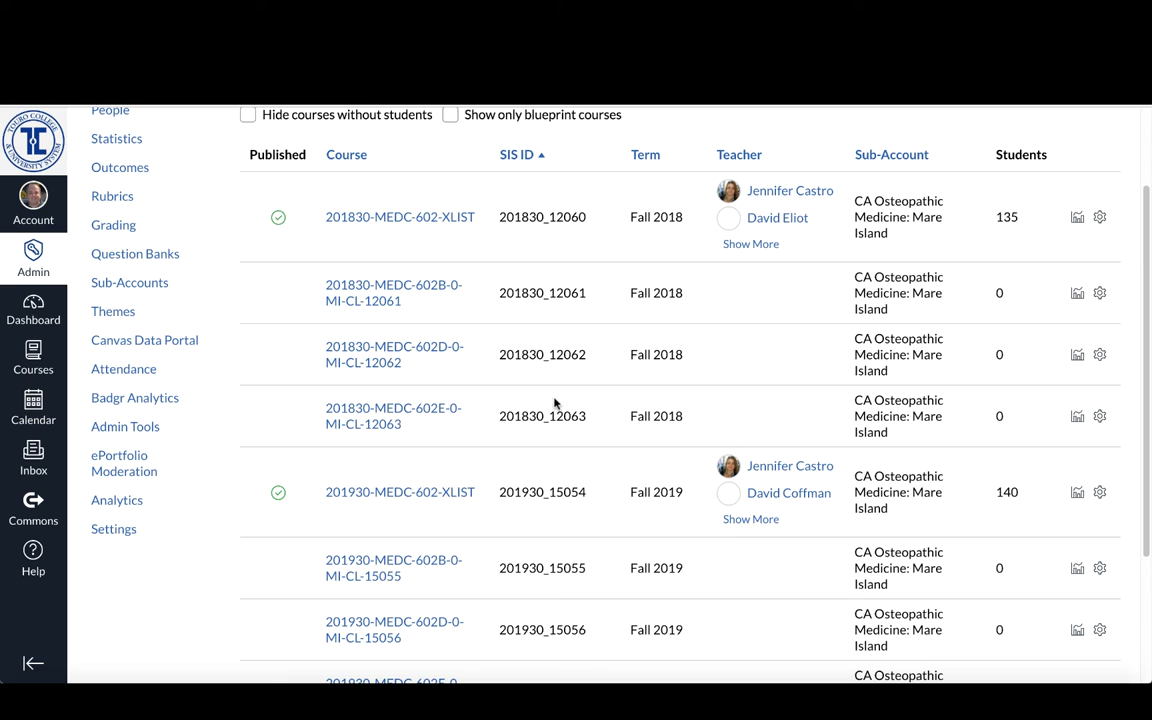 People
Hide courses without students
Show only blueprint courses
TOURO COLLEGE
& UNIVERSITY SYSTEM
Account
Admin
Dashboard
Courses
Calendar
Inbox
Commons
Help
Statistics
Outcomes
Rubrics
Grading
Question Banks
Sub-Accounts
Themes
Canvas Data Portal
Attendance
Badgr Analytics
Admin Tools
ePortfolio
Moderation
Analytics
Settings
Published
Course
SIS ID
Term
Teacher
Sub-Account
Students
201830-MEDC-602-XLIST
201830_12060
Fall 2018
Jennifer Castro
David Eliot
Show More
CA Osteopathic
Medicine: Mare
Island
135
201830-MEDC-602B-0-
MI-CL-12061
201830_12061
Fall 2018
CA Osteopathic
Medicine: Mare
Island
0
201830-MEDC-602D-0-
MI-CL-12062
201830_12062
Fall 2018
CA Osteopathic
Medicine: Mare
Island
0
201830-MEDC-602E-0-
MI-CL-12063
201830_12063
Fall 2018
CA Osteopathic
Medicine: Mare
Island
0
201930-MEDC-602-XLIST
201930_15054
Fall 2019
Jennifer Castro
David Coffman
Show More
CA Osteopathic
Medicine: Mare
Island
140
201930-MEDC-602B-0-
MI-CL-15055
201930_15055
Fall 2019
CA Osteopathic
Medicine: Mare
Island
0
201930-MEDC-602D-0-
MI-CL-15056
201930_15056
Fall 2019
CA Osteopathic
Medicine: Mare
Island
0
CA Osteopathic